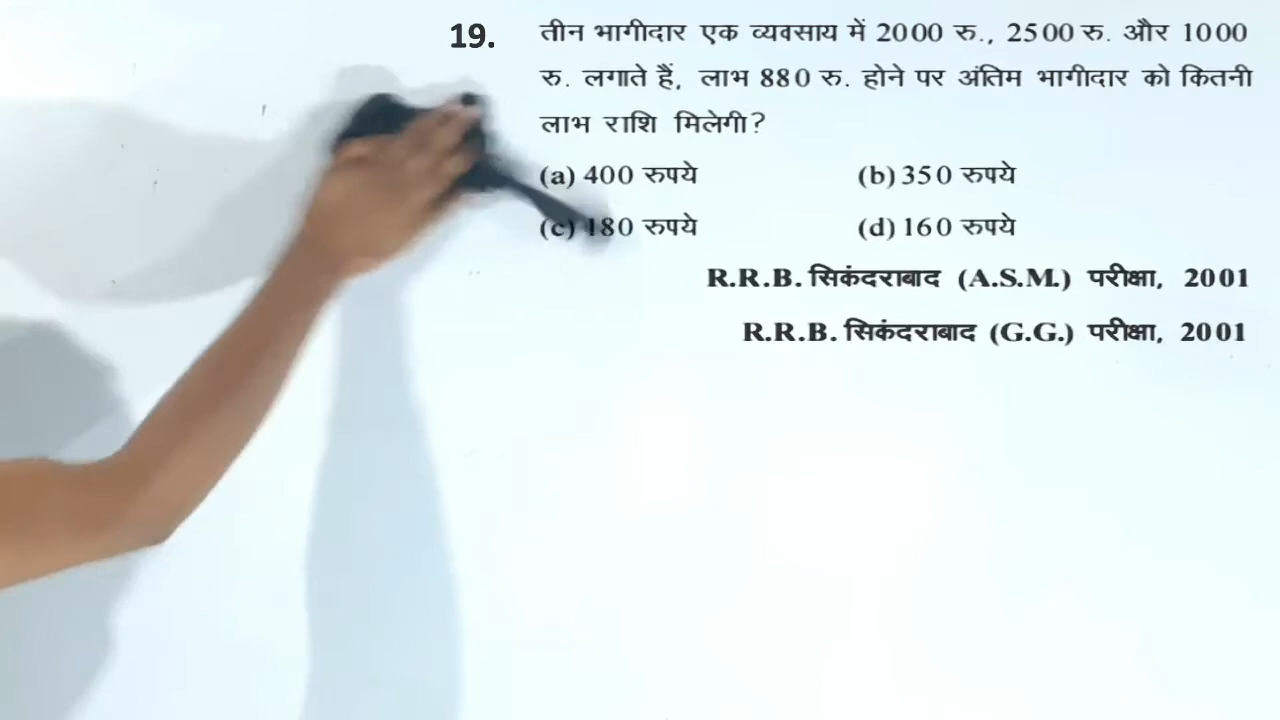 19. तीन भागीदार एक व्यवसाय में 2000 रु., 2500 रु. और 1000
रु. लगाते हैं, लाभ 880 रु. होने पर अंतिम भागीदार को कितनी
लाभ राशि मिलेगी?
(a) 400 रुपये (b) 350 रुपये
(c) 180 रुपये (d) 160 रुपये
R.R.B. सिकंदराबाद (A.S.M.) परीक्षा, 2001
R.R.B. सिकंदराबाद (G.G.) परीक्षा, 2001